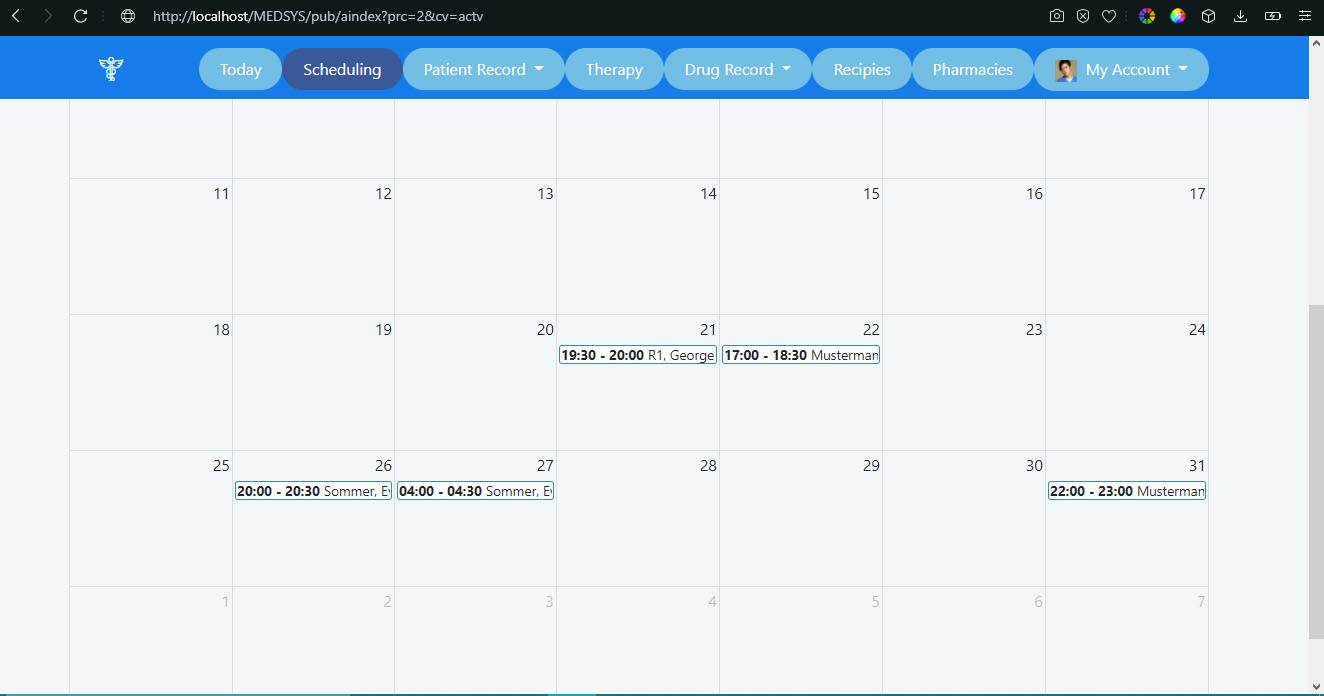 http://localhost/MEDSYS/pub/aindex?prc=2&cv=actv
Today Scheduling Patient Record Therapy Drug Record Recipies Pharmacies My Account
11 12 13 14 15 16 17
18 19 20 21 22 23 24
19:30 - 20:00 R1, George 17:00 - 18:30 Musterman
25 26 27 28 29 30 31
20:00 - 20:30 Sommer, Ev 04:00 - 04:30 Sommer, Ev 22:00 - 23:00 Musterman
1 2 3 4 5 6 7